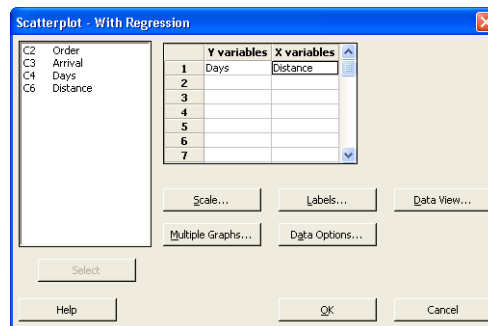 Scatterplot - With Regression
C2 Order
C3 Arrival
C4 Days
C6 Distance
Y variables X variables
1 Days Distance
2
3
4
5
6
7
Scale... Labels... Data View...
Multiple Graphs... Data Options...
Select
Help OK Cancel